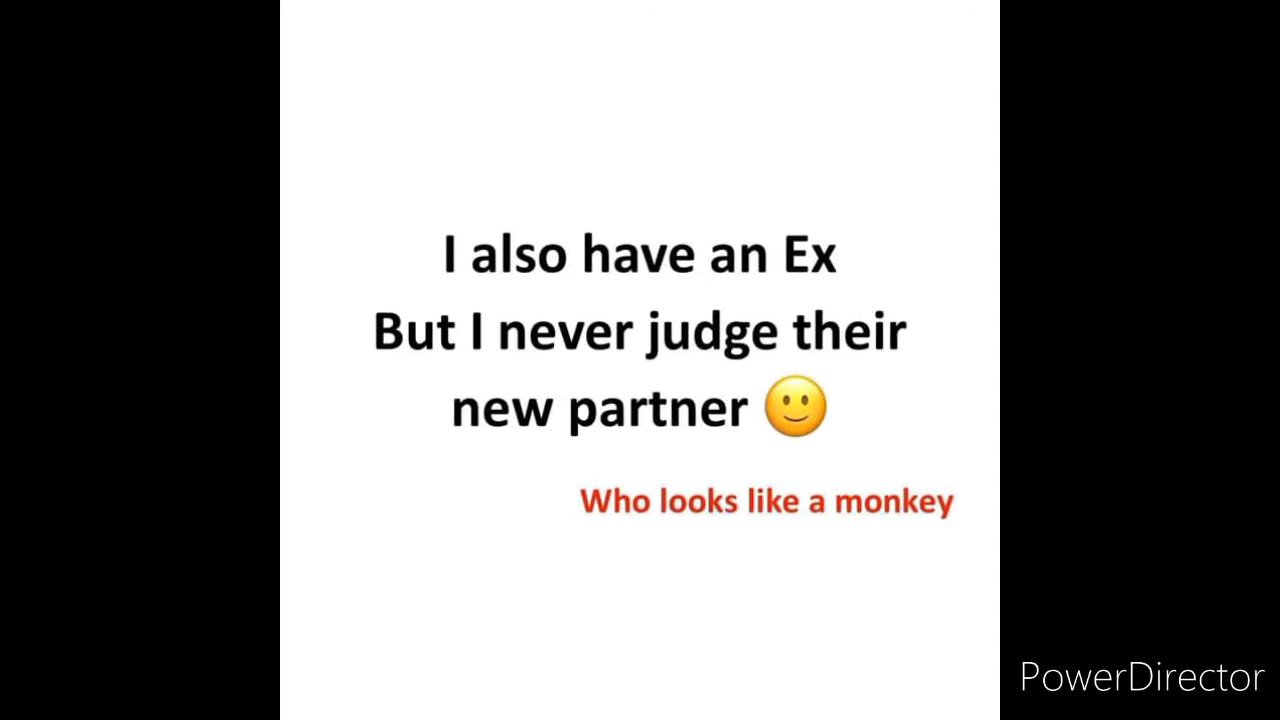 I also have an Ex
But I never judge their
new partner 🙂
Who looks like a monkey
PowerDirector